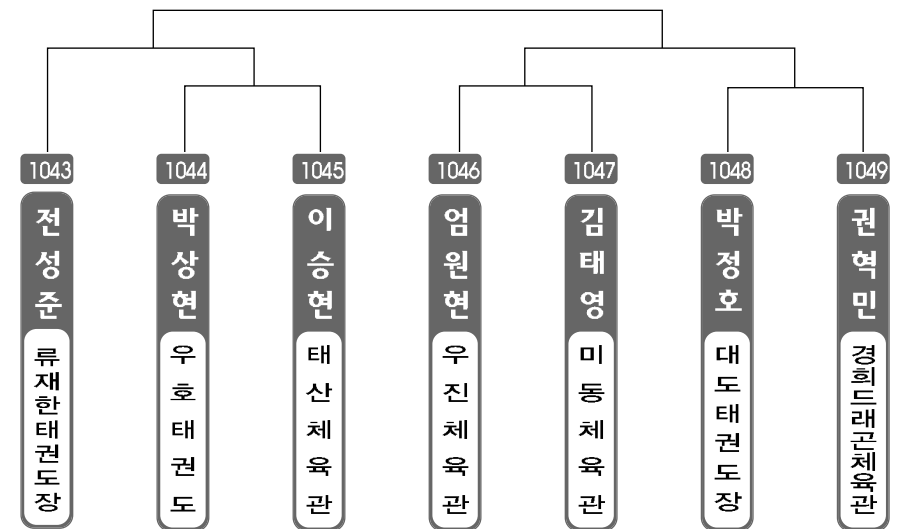 1043
전성준
류재한태권도장
1044
박상현
우호태권도
1045
이승현
태산체육관
1046
엄원현
우진체육관
1047
김태영
미동체육관
1048
박정호
대도태권도장
1049
권혁민
경희드래곤체육관